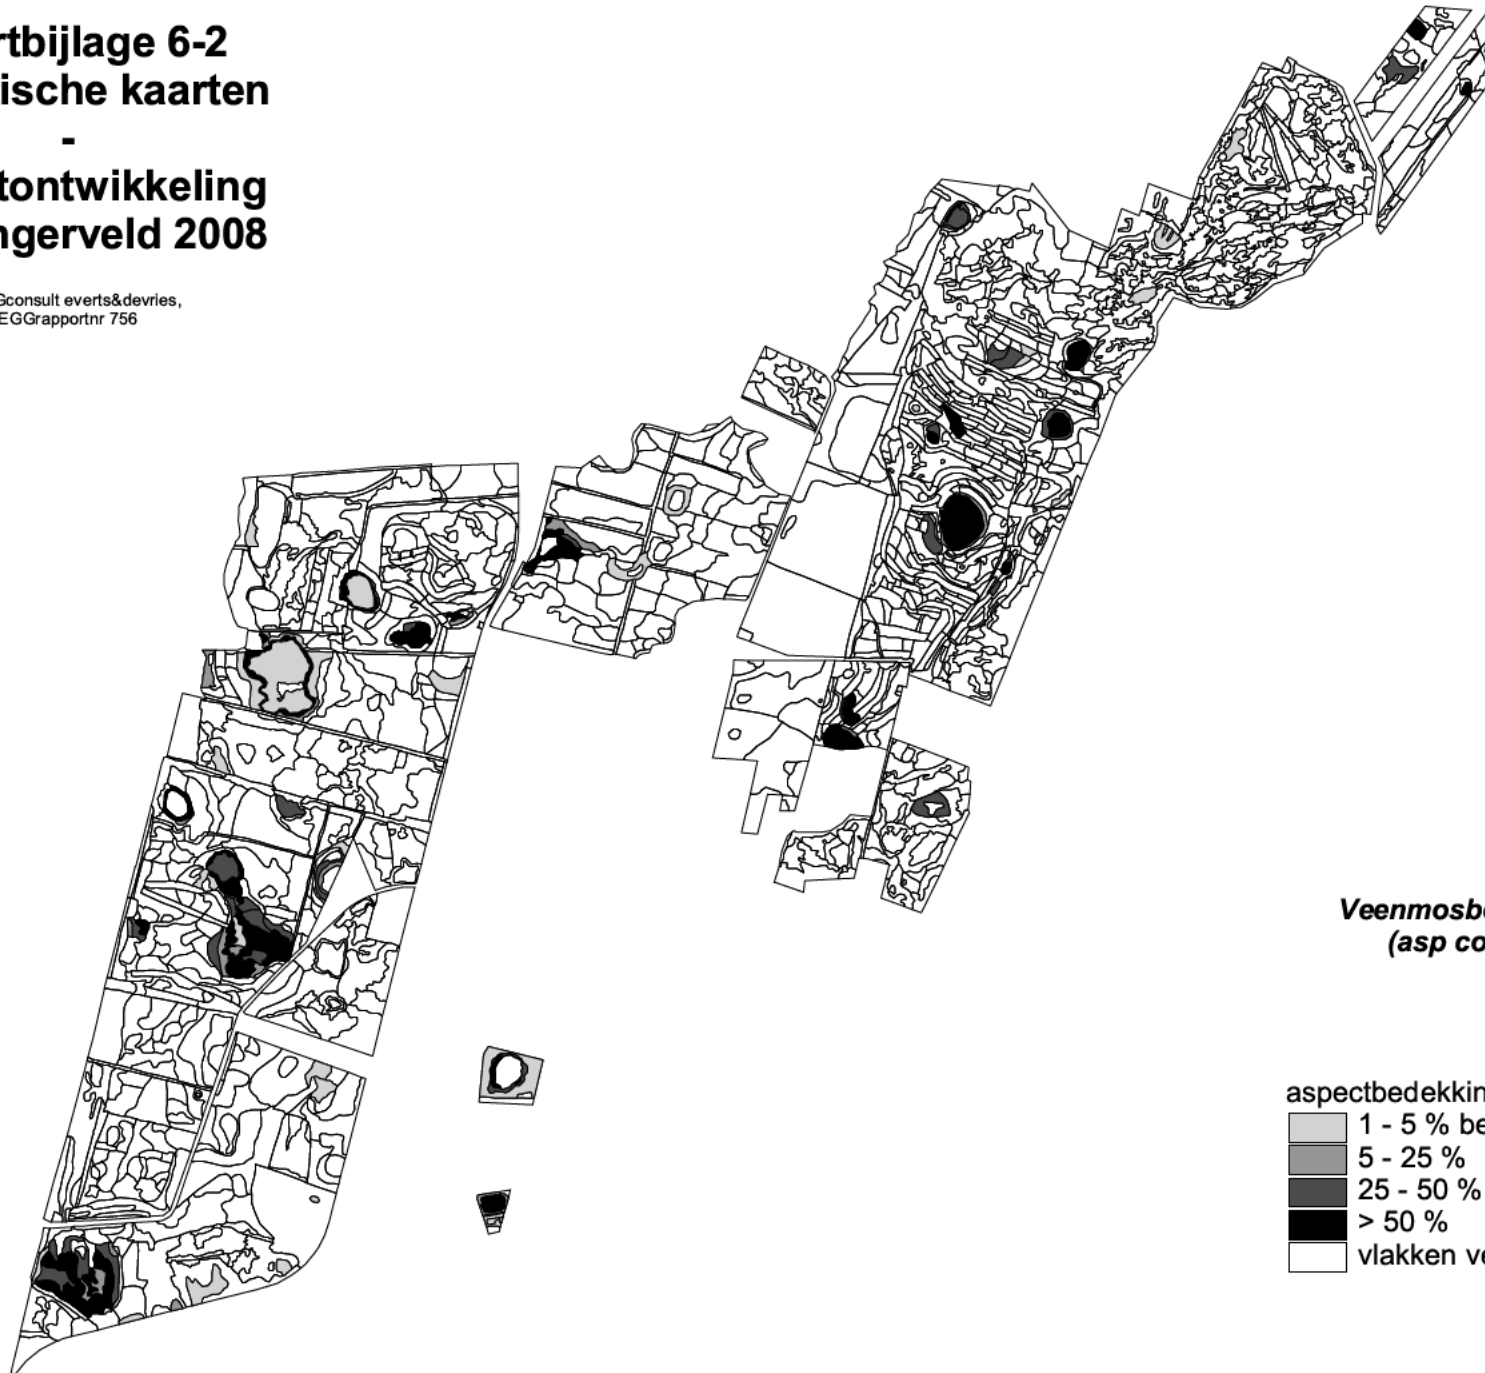 rtbijlage 6-2
ische kaarten
-
tontwikkeling
ngerveld 2008
Gconsult everts&devries,
EGGrapportnr 756
Veenmosb
(asp co
aspectbedekkin
1 - 5 % be
5 - 25 %
25 - 50 %
> 50 %
vlakken ve